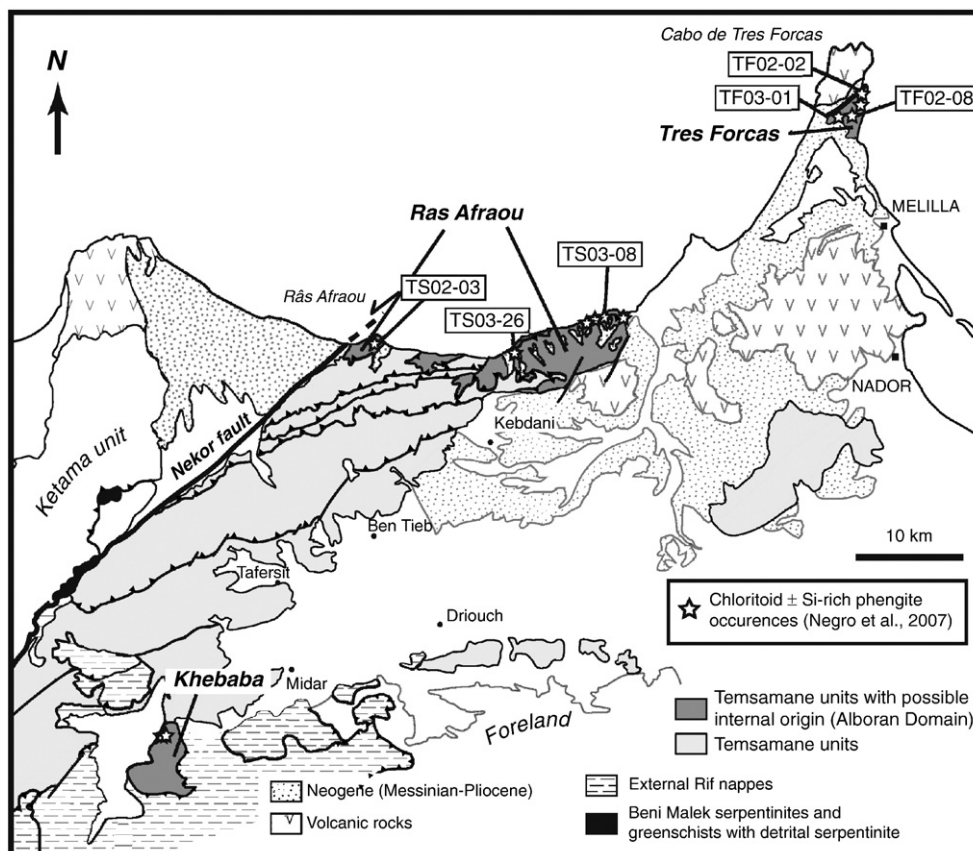 Cabo de Tres Forcas
N
TF02-02
TF03-01
TF02-08
Tres Forcas
MELILLA
Ras Afraou
TS03-08
Râs Afraou
TS02-03
TS03-26
NADOR
Nekor fault
Kebdani
Ketama unit
10 km
Ben Tieb
Tafersit
Chloritoid ± Si-rich phengite
occurences (Negro et al., 2007)
Driouch
Khebaba
Midar
Foreland
Temsamane units with possible
internal origin (Alboran Domain)
Temsamane units
Neogene (Messinian-Pliocene)
External Rif nappes
Volcanic rocks
Beni Malek serpentinites and
greenschists with detrital serpentinite